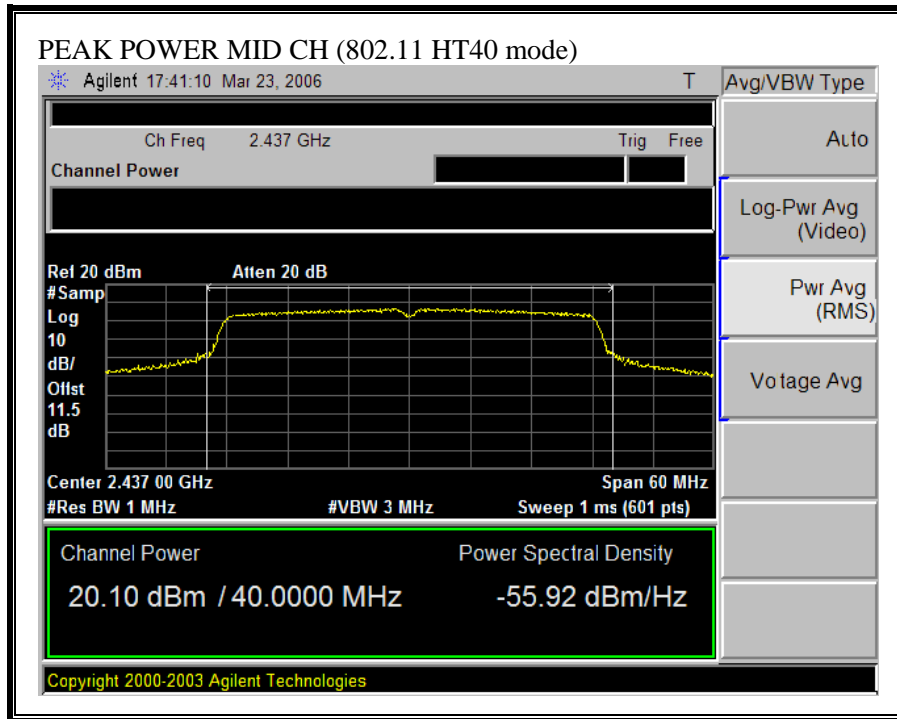 PEAK POWER MID CH (802.11 HT40 mode)
Agilent 17:41:10 Mar 23, 2006 T
Avg/VBW Type
Ch Freq 2.437 GHz Trig Free
Channel Power
Auto
Log-Pwr Avg
(Video)
Pwr Avg
(RMS)
Vo tage Avg
Ref 20 dBm Atten 20 dB
#Samp
Log
10
dB/
Offst
11.5
dB
Center 2.437 00 GHz Span 60 MHz
#Res BW 1 MHz #VBW 3 MHz Sweep 1 ms (601 pts)
Channel Power Power Spectral Density
20.10 dBm / 40.0000 MHz -55.92 dBm/Hz
Copyright 2000-2003 Agilent Technologies